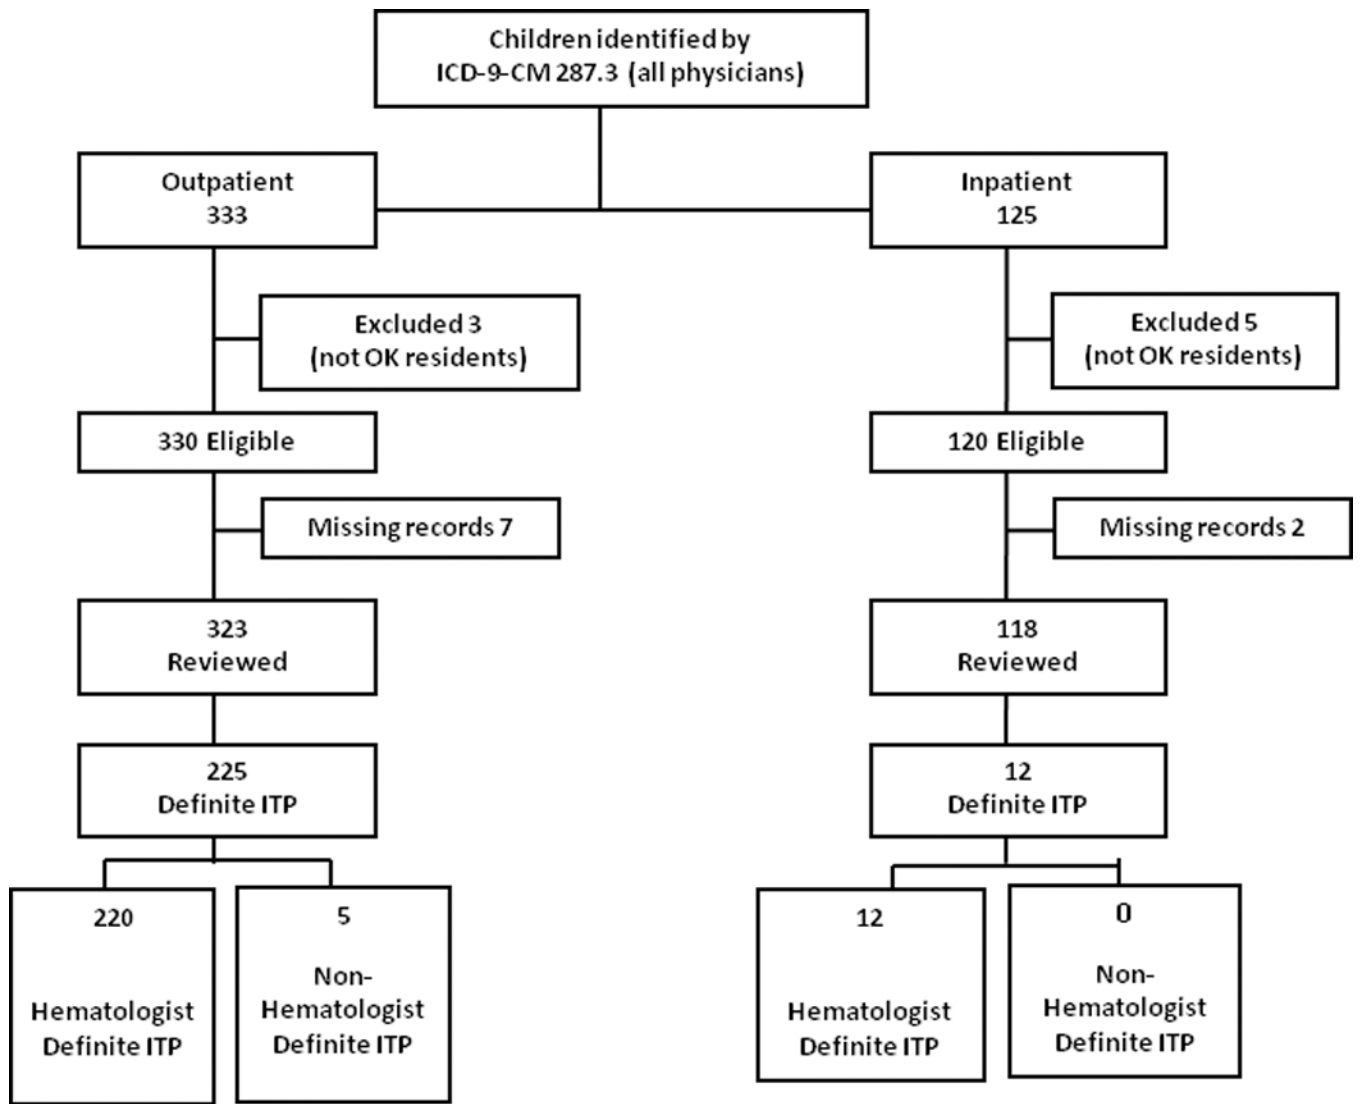 Children identified by
ICD-9-CM 287.3 (all physicians)
Outpatient
333
Inpatient
125
Excluded 3
(not OK residents)
Excluded 5
(not OK residents)
330 Eligible
120 Eligible
Missing records 7
Missing records 2
323
Reviewed
118
Reviewed
225
Definite ITP
12
Definite ITP
220
Hematologist
Definite ITP
5
Non-
Hematologist
Definite ITP
12
Hematologist
Definite ITP
0
Non-
Hematologist
Definite ITP